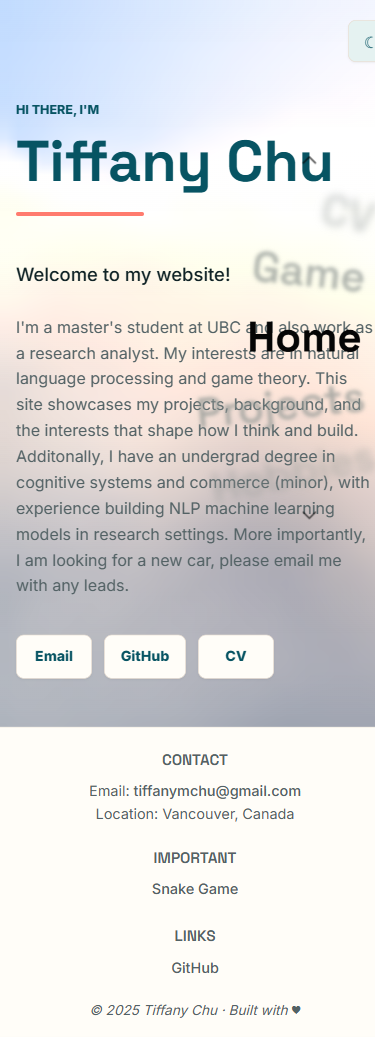 HI THERE, I'M
Tiffany Chu
CV
Game
Welcome to my website!
Home
I'm a master's student at UBC and also work as
a research analyst. My interests are in natural
language processing and game theory. This
Projects
site showcases my projects, background, and
the interests that shape how I think and build.
Additonally, I have an undergrad degree in
cognitive systems and commerce (minor), with
experience building NLP machine learning
models in research settings. More importantly,
I am looking for a new car, please email me
with any leads.
Email GitHub CV
CONTACT
Email: tiffanymchu@gmail.com
Location: Vancouver, Canada
IMPORTANT
Snake Game
LINKS
GitHub
© 2025 Tiffany Chu · Built with ♥